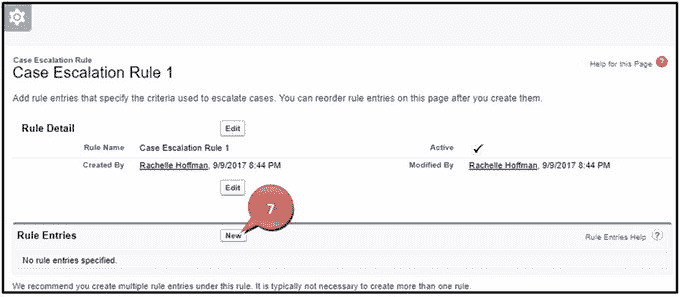 Case Escalation Rule
Case Escalation Rule 1
Help for this Page ?
Add rule entries that specify the criteria used to escalate cases. You can reorder rule entries on this page after you create them.
Rule Detail Edit
Rule Name Case Escalation Rule 1 Active ✓
Created By Rachelle Hoffman, 9/9/2017 8:44 PM Modified By Rachelle Hoffman, 9/9/2017 8:44 PM
Edit
7
Rule Entries New Rule Entries Help ?
No rule entries specified.
We recommend you create multiple rule entries under this rule. It is typically not necessary to create more than one rule.